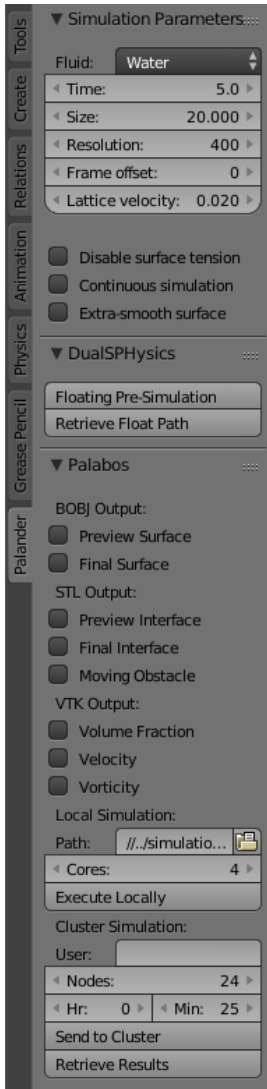 Tools
Create
Relations
Animation
Physics
Grease Pencil
Palander
Simulation Parameters
Fluid: Water
Time: 5.0
Size: 20.000
Resolution: 400
Frame offset: 0
Lattice velocity: 0.020
Disable surface tension
Continuous simulation
Extra-smooth surface
DualSPHysics
Floating Pre-Simulation
Retrieve Float Path
Palabos
BOBJ Output:
Preview Surface
Final Surface
STL Output:
Preview Interface
Final Interface
Moving Obstacle
VTK Output:
Volume Fraction
Velocity
Vorticity
Local Simulation:
Path: //../simulatio...
Cores: 4
Execute Locally
Cluster Simulation:
User:
Nodes: 24
Hr: 0 Min: 25
Send to Cluster
Retrieve Results